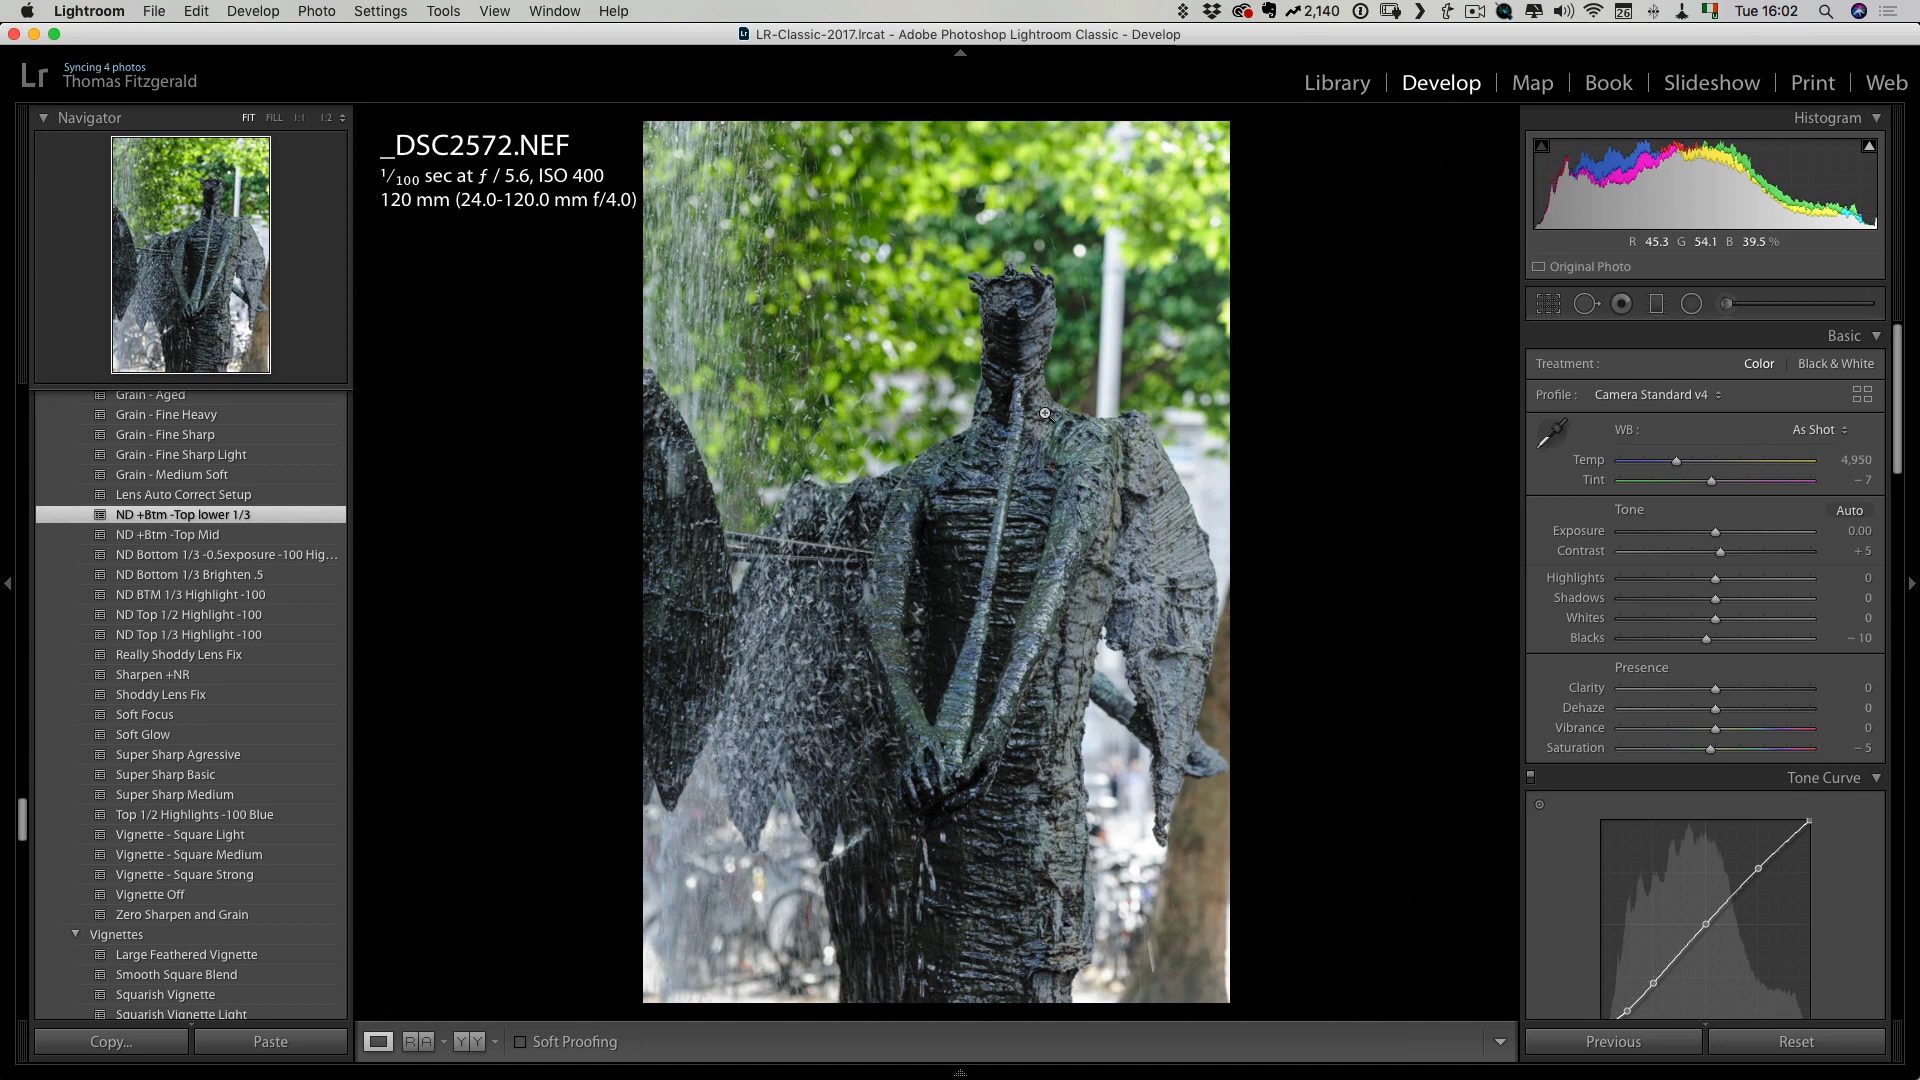 Lightroom File Edit Develop Photo Settings Tools View Window Help 2,140 26 Tue 16:02
LR-Classic-2017.lrcat - Adobe Photoshop Lightroom Classic - Develop
Lr Syncing 4 photos
Thomas Fitzgerald
Library | Develop | Map | Book | Slideshow | Print | Web
Navigator FIT FILL 1:1 1:2
_DSC2572.NEF
1/100 sec at ƒ / 5.6, ISO 400
120 mm (24.0-120.0 mm f/4.0)
Grain - Aged
Grain - Fine Heavy
Grain - Fine Sharp
Grain - Fine Sharp Light
Grain - Medium Soft
Lens Auto Correct Setup
ND +Btm -Top lower 1/3
ND +Btm -Top Mid
ND Bottom 1/3 -0.5exposure -100 Hig...
ND Bottom 1/3 Brighten .5
ND BTM 1/3 Highlight -100
ND Top 1/2 Highlight -100
ND Top 1/3 Highlight -100
Really Shoddy Lens Fix
Sharpen +NR
Shoddy Lens Fix
Soft Focus
Soft Glow
Super Sharp Agressive
Super Sharp Basic
Super Sharp Medium
Top 1/2 Highlights -100 Blue
Vignette - Square Light
Vignette - Square Medium
Vignette - Square Strong
Vignette Off
Zero Sharpen and Grain
Vignettes
Large Feathered Vignette
Smooth Square Blend
Squarish Vignette
Squarish Vignette Light
Copy... Paste
R A Y Y Soft Proofing
Histogram
R 45.3 G 54.1 B 39.5 %
Original Photo
Basic
Treatment : Color Black & White
Profile : Camera Standard v4
WB : As Shot
Temp 4,950
Tint - 7
Tone Auto
Exposure 0.00
Contrast + 5
Highlights 0
Shadows 0
Whites 0
Blacks - 10
Presence
Clarity 0
Dehaze 0
Vibrance 0
Saturation - 5
Tone Curve
Previous Reset